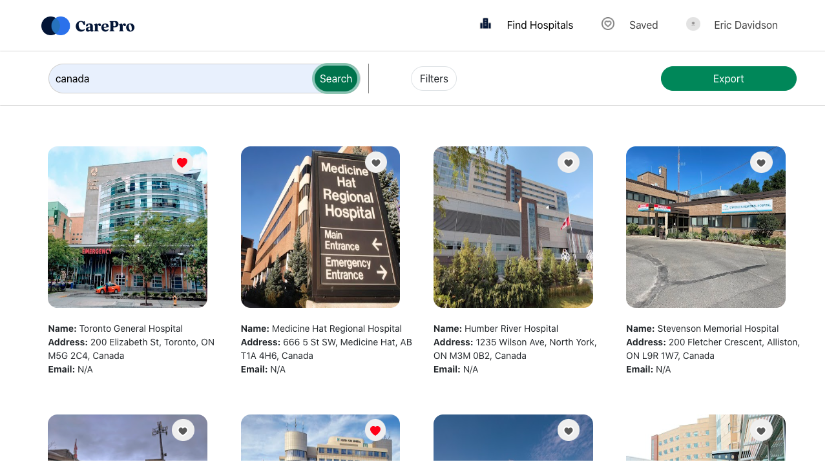 CarePro
Find Hospitals
Saved
Eric Davidson
canada
Search
Filters
Export
EMERGENCY
Medicine
Hat
Regional
Hospital
Main
Entrance
Emergency
Entrance
Name: Toronto General Hospital
Address: 200 Elizabeth St, Toronto, ON
M5G 2C4, Canada
Email: N/A
Name: Medicine Hat Regional Hospital
Address: 666 5 St SW, Medicine Hat, AB
T1A 4H6, Canada
Email: N/A
Name: Humber River Hospital
Address: 1235 Wilson Ave, North York,
ON M3M 0B2, Canada
Email: N/A
Name: Stevenson Memorial Hospital
Address: 200 Fletcher Crescent, Alliston,
ON L9R 1W7, Canada
Email: N/A